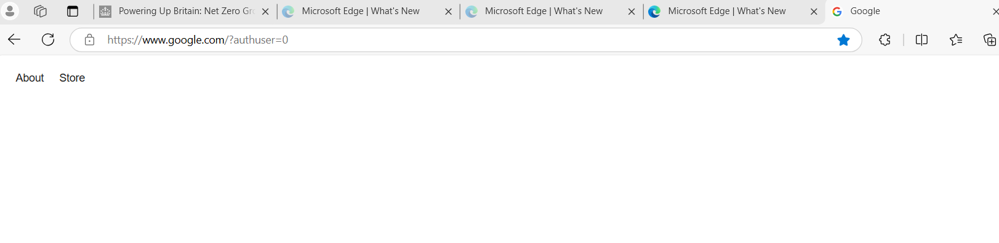 Powering Up Britain: Net Zero Gr
Microsoft Edge | What's New
Microsoft Edge | What's New
Microsoft Edge | What's New
Google
https://www.google.com/?authuser=0
About Store